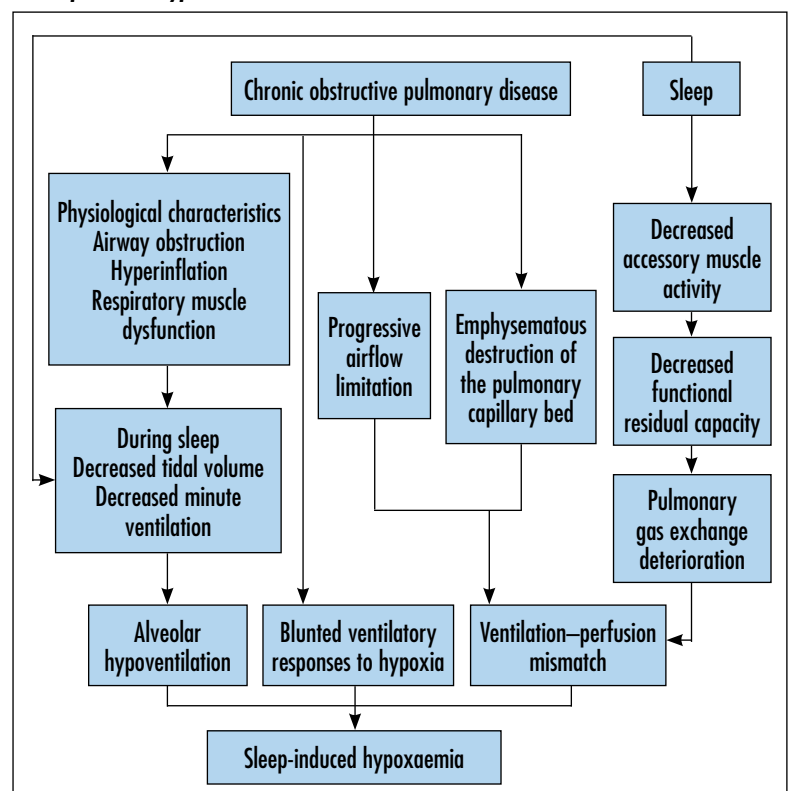 Chronic obstructive pulmonary disease
Sleep
Physiological characteristics
Airway obstruction
Hyperinflation
Respiratory muscle
dysfunction
Progressive
airflow
limitation
Emphysematous
destruction of
the pulmonary
capillary bed
Decreased
accessory muscle
activity
Decreased
functional
residual capacity
During sleep
Decreased tidal volume
Decreased minute
ventilation
Pulmonary
gas exchange
deterioration
Alveolar
hypoventilation
Blunted ventilatory
responses to hypoxia
Ventilation–perfusion
mismatch
Sleep-induced hypoxaemia